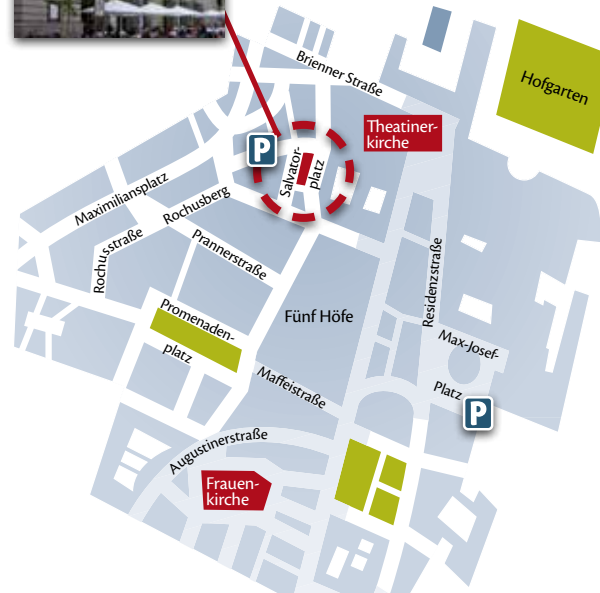 Brienner Straße
Hofgarten
Theatiner-
kirche
P
Salvator-
platz
Maximiliansplatz
Rochusberg
Rochusstraße
Prannerstraße
Residenzstraße
Promenaden-
platz
Fünf Höfe
Max-Josef-
Platz
P
Maffeistraße
Augustinerstraße
Frauen-
kirche